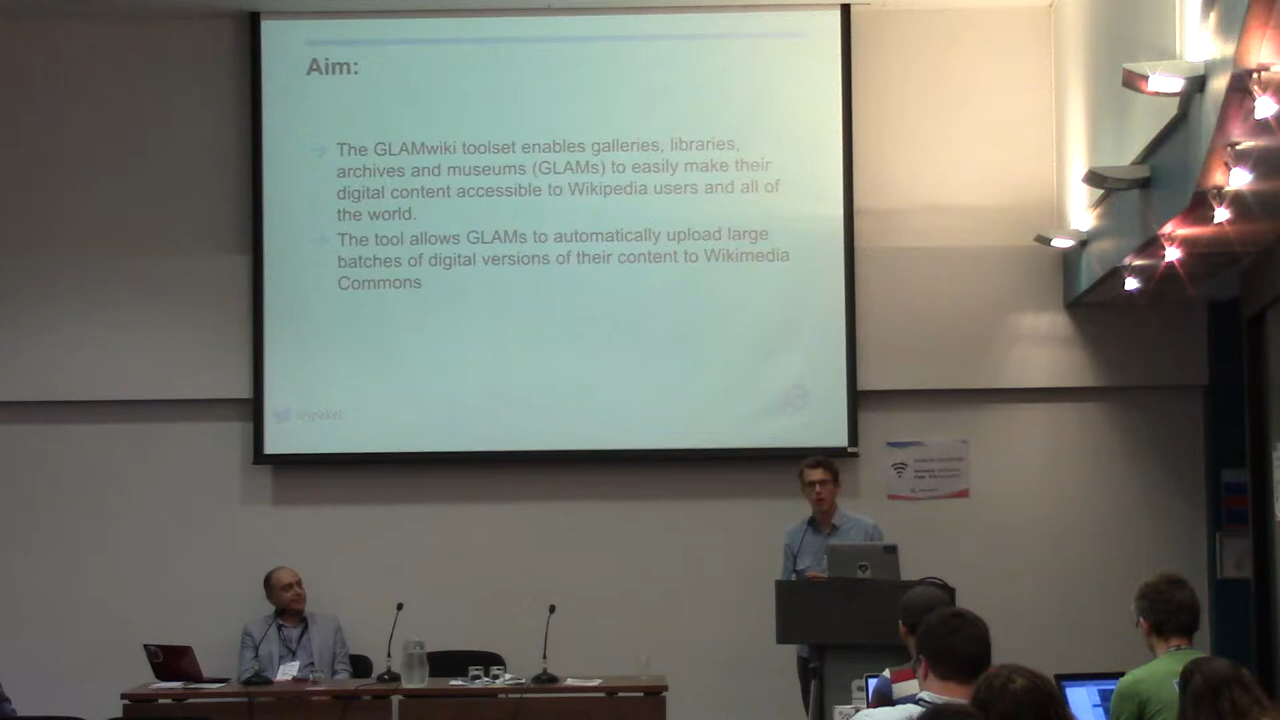 Aim:
The GLAMwiki toolset enables galleries, libraries,
archives and museums (GLAMs) to easily make their
digital content accessible to Wikipedia users and all of
the world.
The tool allows GLAMs to automatically upload large
batches of digital versions of their content to Wikimedia
Commons